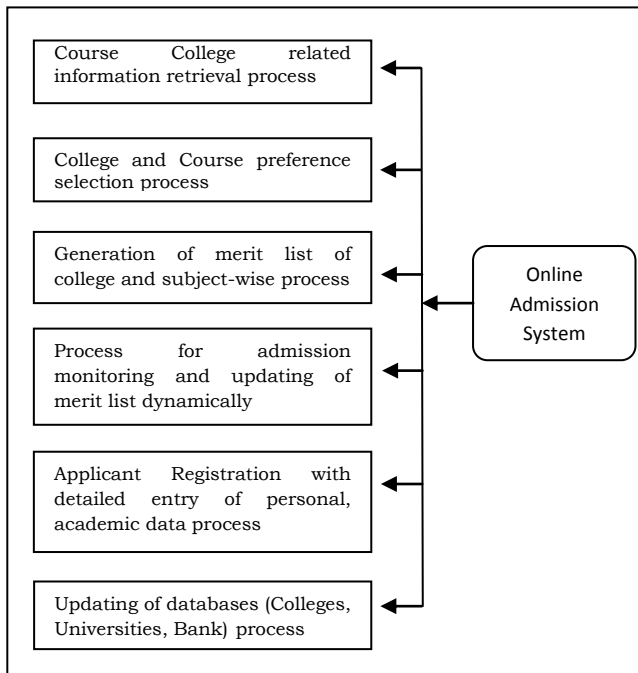 Course College related
information retrieval process
College and Course preference
selection process
Generation of merit list of
college and subject-wise process
Process for admission
monitoring and updating of
merit list dynamically
Applicant Registration with
detailed entry of personal,
academic data process
Updating of databases (Colleges,
Universities, Bank) process
Online
Admission
System